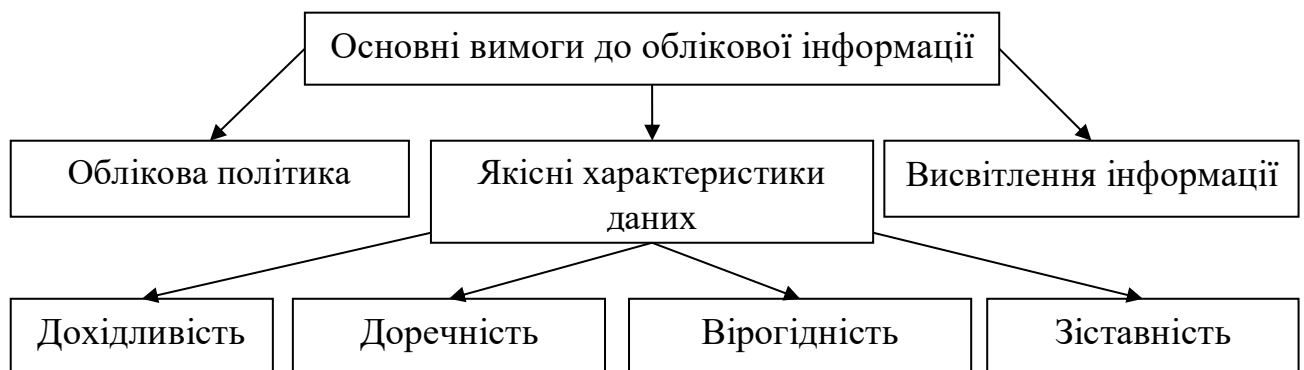 Основні вимоги до облікової інформації
Облікова політика
Якісні характеристики
даних
Висвітлення інформації
Дохідливість
Доречність
Вірогідність
Зіставність